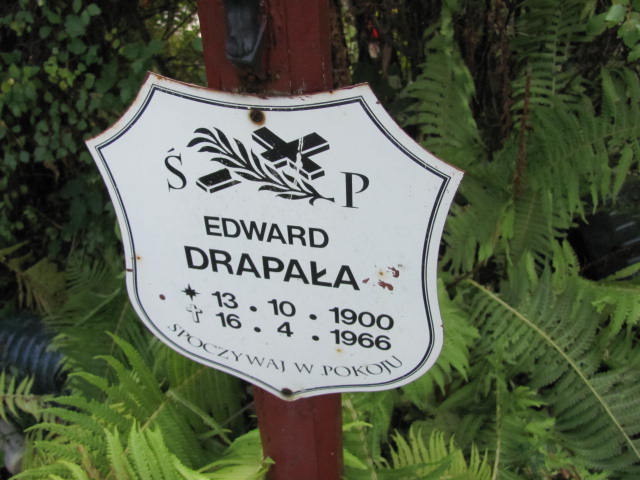 Ś P
EDWARD
DRAPAŁA
13 · 10 · 1900
16 · 4 · 1966
SPOCZYWAJ W POKOJU